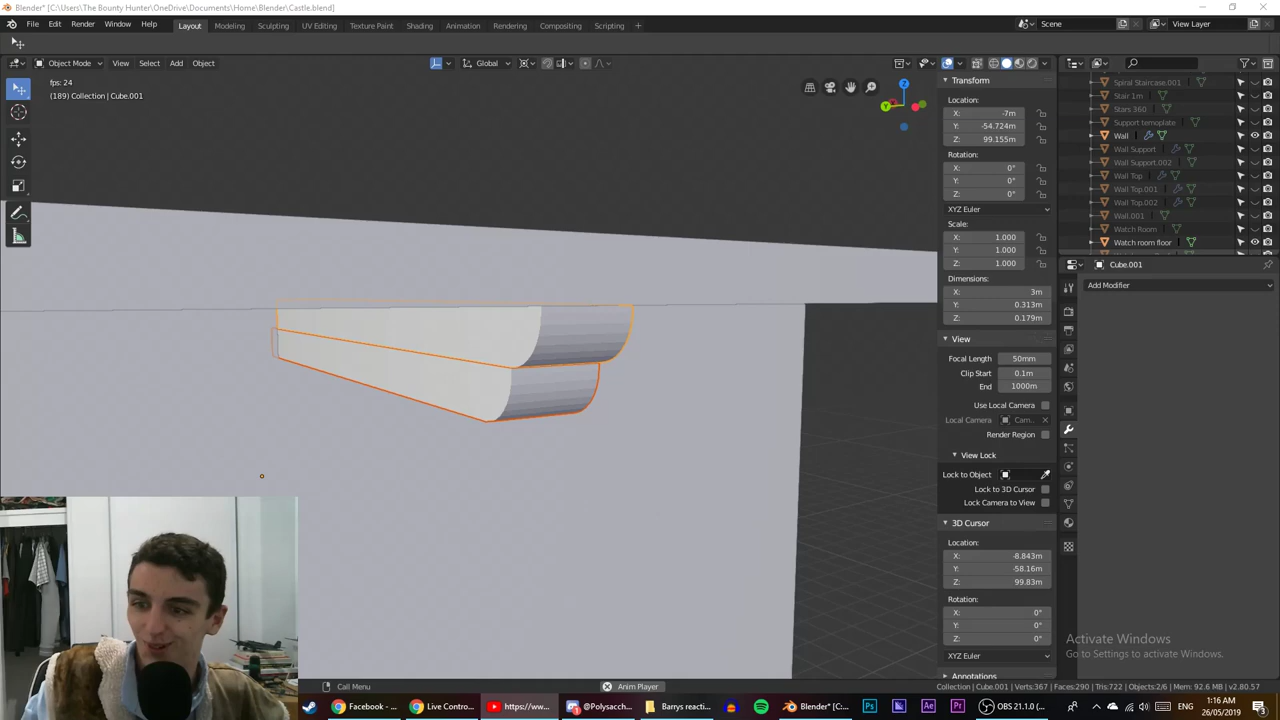 Blender* [C:\Users\The Bounty Hunter\OneDrive\Documents\Home\Blender\Castle.blend]
File Edit Render Window Help Layout Modeling Sculpting UV Editing Texture Paint Shading Animation Rendering Compositing Scripting + Scene View Layer
Object Mode View Select Add Object Global
fps: 24
(189) Collection | Cube.001
Z
Y
Transform
Location:
X: -7m
Y: -54.724m
Z: 99.155m
Rotation:
X: 0°
Y: 0°
Z: 0°
XYZ Euler
Scale:
X: 1.000
Y: 1.000
Z: 1.000
Dimensions:
X: 3m
Y: 0.313m
Z: 0.179m
View
Focal Length 50mm
Clip Start 0.1m
End 1000m
Use Local Camera
Local Camera Cam..
Render Region
View Lock
Lock to Object
Lock to 3D Cursor
Lock Camera to View
3D Cursor
Location:
X: -8.843m
Y: -58.16m
Z: 99.83m
Rotation:
X: 0°
Y: 0°
Z: 0°
XYZ Euler
Annotations
Spiral Staircase.001
Stair 1m
Stars 360
Support temoplate
Wall
Wall Support
Wall Support.002
Wall Top
Wall Top.001
Wall Top.002
Wall.001
Watch Room
Watch room floor
Cube.001
Add Modifier
Activate Windows
Go to Settings to activate Windows.
Call Menu Anim Player Collection | Cube.001 | Verts:367 | Faces:290 | Tris:722 | Objects:2/6 | Mem: 92.6 MB | v2.80.57
Facebook - ... Live Contro... https://ww... @Polysacch... Barrys reacti... Ps Ae Pr Blender* [C:... OBS 21.1.0 (... ENG 1:16 AM
26/05/2019